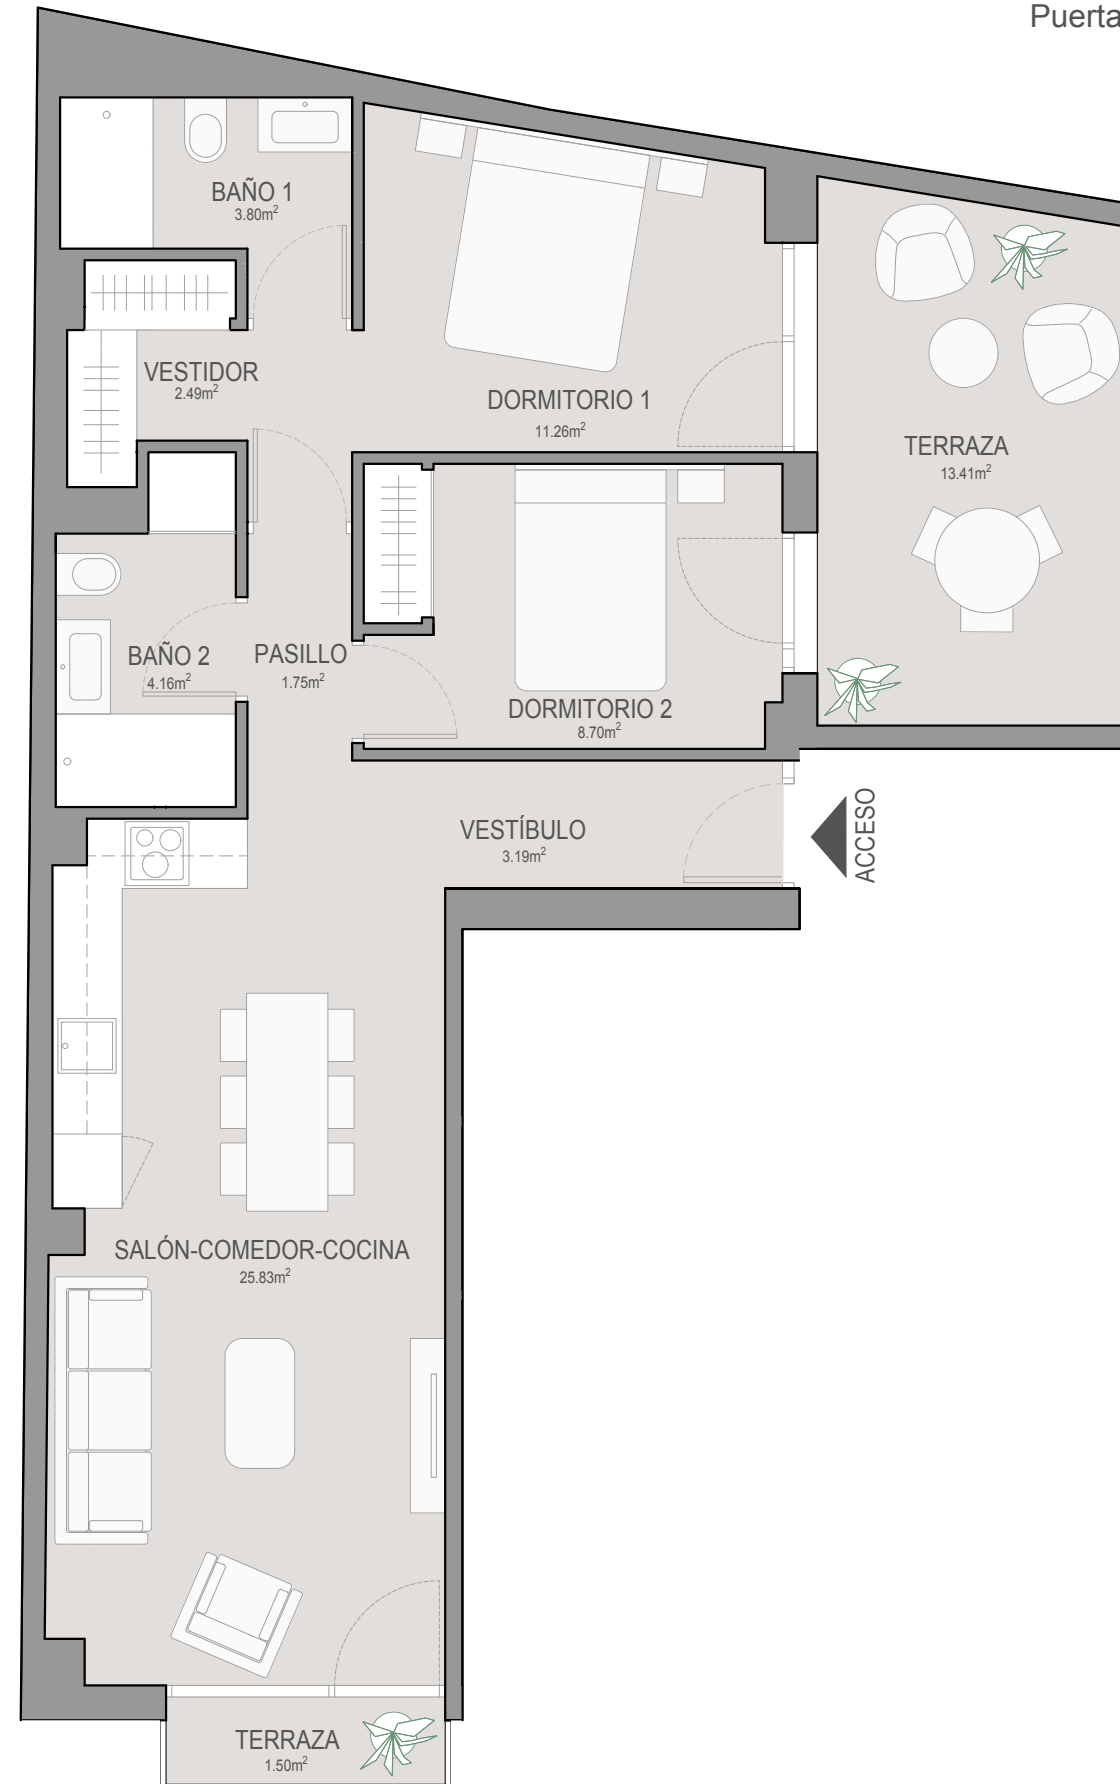 Puerta
BAÑO 1
3.80m²
VESTIDOR
2.49m²
DORMITORIO 1
11.26m²
TERRAZA
13.41m²
BAÑO 2
4.16m²
PASILLO
1.75m²
DORMITORIO 2
8.70m²
VESTÍBULO
3.19m²
ACCESO
SALÓN-COMEDOR-COCINA
25.83m²
TERRAZA
1.50m²